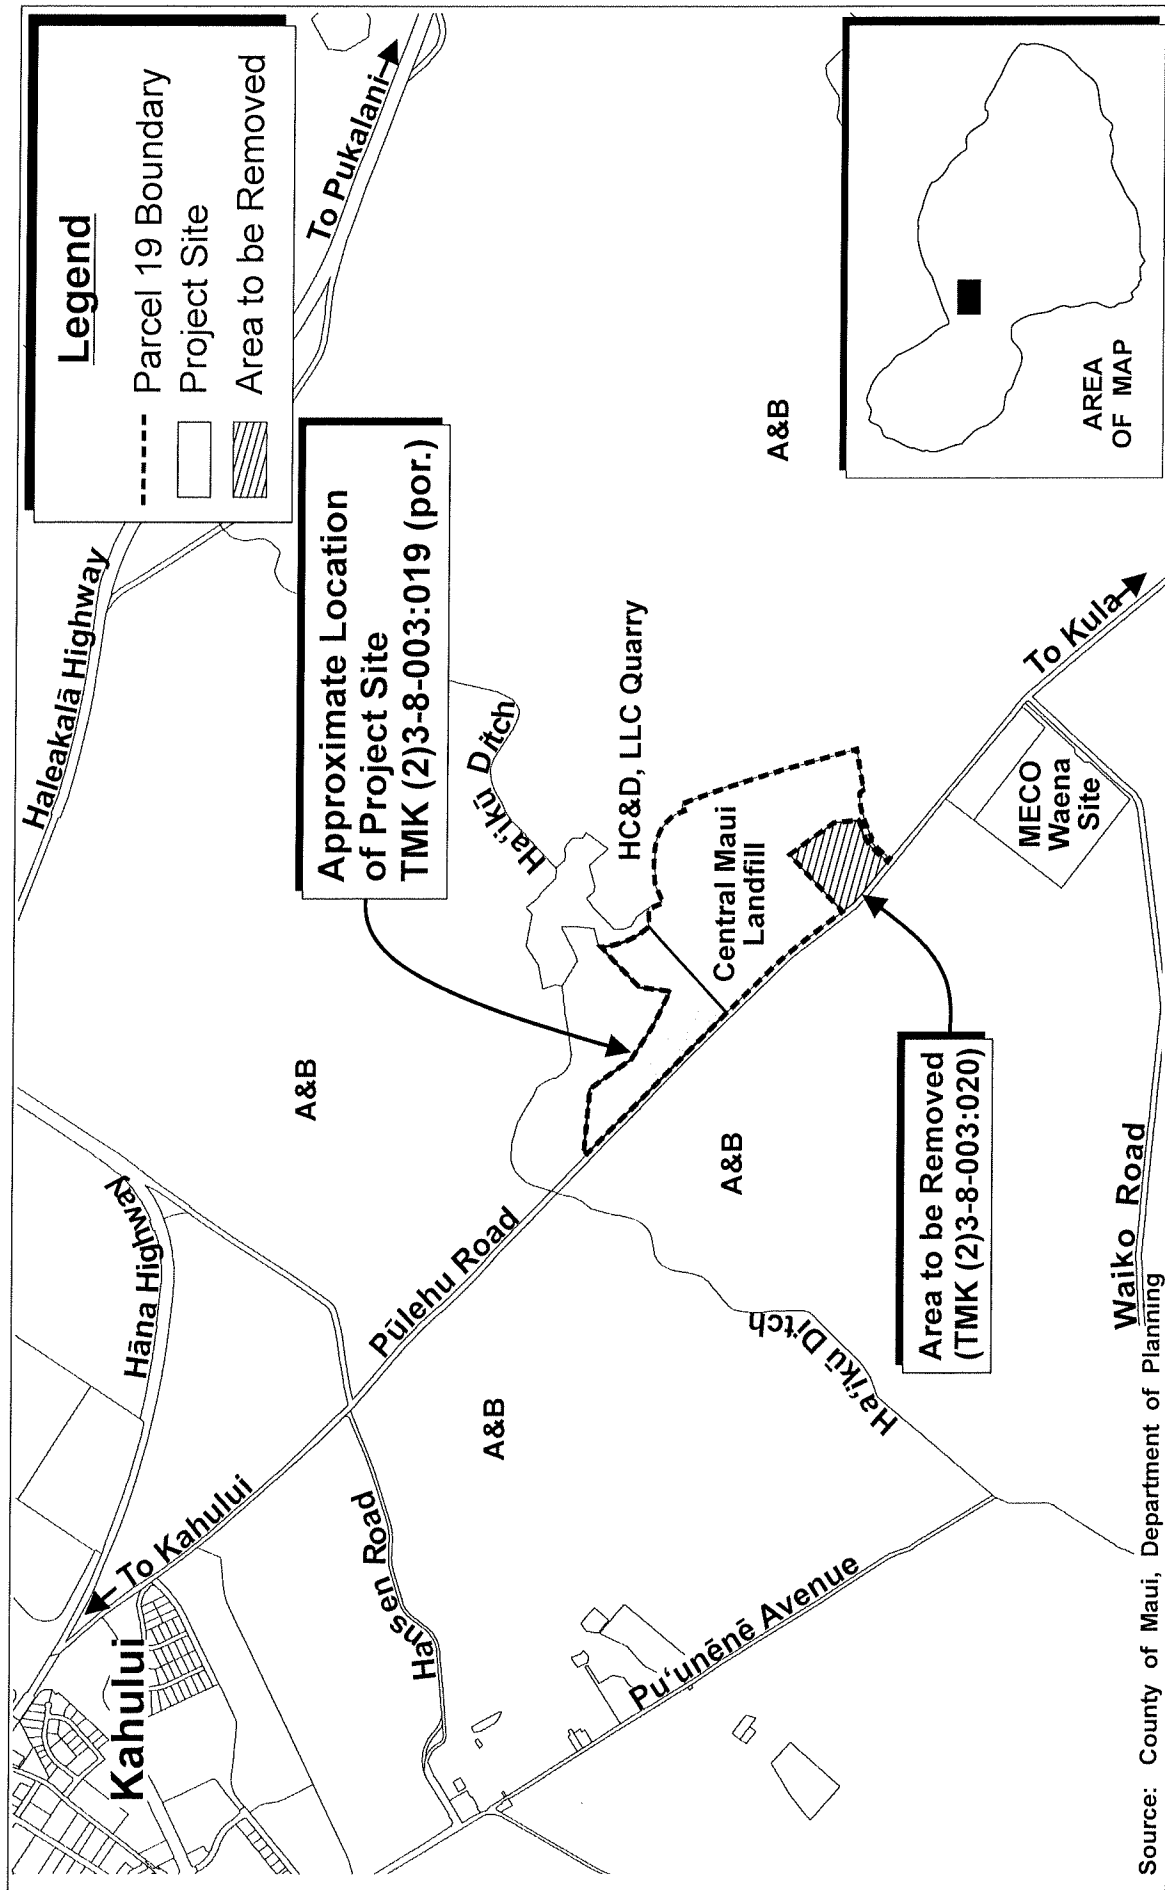 Legend
Parcel 19 Boundary
Project Site
Area to be Removed
Haleakalā Highway
To Pukalani
Approximate Location
of Project Site
TMK (2)3-8-003:019 (por.)
Ha‘ikū Ditch
HC&D, LLC Quarry
A&B
AREA
OF MAP
Kahului
To Kahului
Hāna Highway
A&B
Pūlehu Road
Hansen Road
A&B
Central Maui
Landfill
To Kula
MECO
Waena
Site
A&B
Ha‘ikū Ditch
Area to be Removed
(TMK (2)3-8-003:020)
Pu‘unēnē Avenue
Waiko Road
Source: County of Maui, Department of Planning